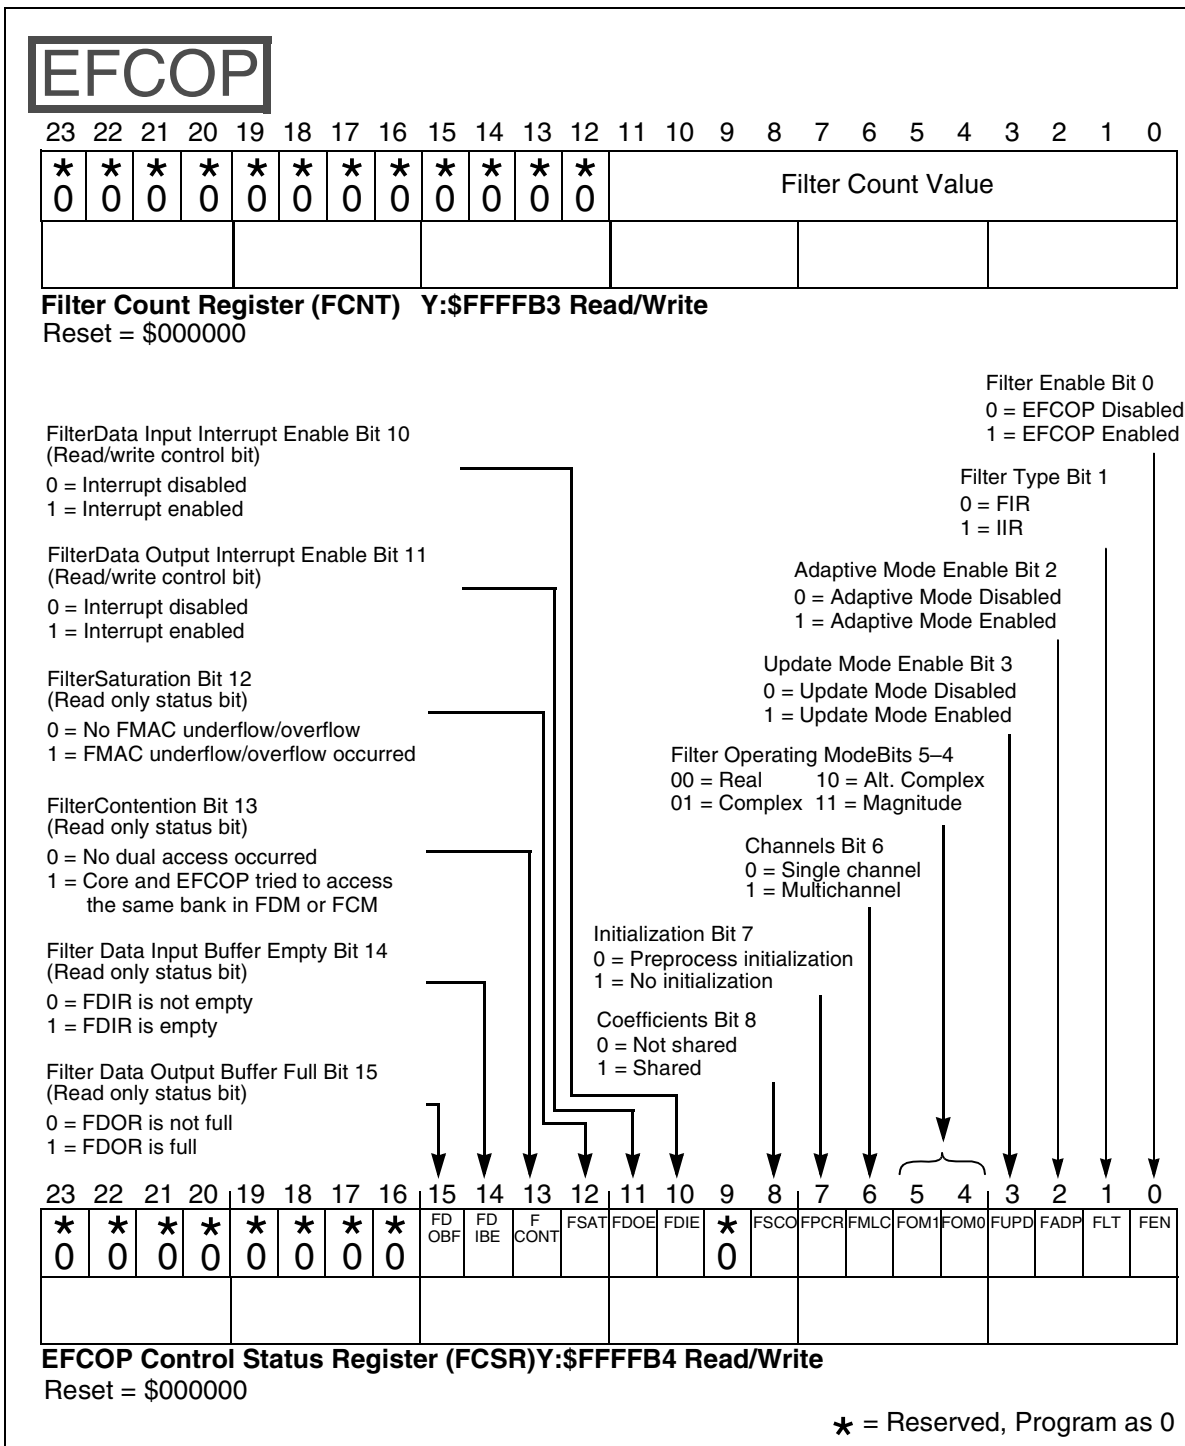 EFCOP
23 22 21 20 19 18 17 16 15 14 13 12 11 10 9 8 7 6 5 4 3 2 1 0
* * * * * * * * * * * *
0 0 0 0 0 0 0 0 0 0 0 0
Filter Count Value
Filter Count Register (FCNT) Y:$FFFFB3 Read/Write
Reset = $000000
Filter Enable Bit 0
0 = EFCOP Disabled
1 = EFCOP Enabled
FilterData Input Interrupt Enable Bit 10
(Read/write control bit)
0 = Interrupt disabled
1 = Interrupt enabled
Filter Type Bit 1
0 = FIR
1 = IIR
FilterData Output Interrupt Enable Bit 11
(Read/write control bit)
0 = Interrupt disabled
1 = Interrupt enabled
Adaptive Mode Enable Bit 2
0 = Adaptive Mode Disabled
1 = Adaptive Mode Enabled
FilterSaturation Bit 12
(Read only status bit)
0 = No FMAC underflow/overflow
1 = FMAC underflow/overflow occurred
Update Mode Enable Bit 3
0 = Update Mode Disabled
1 = Update Mode Enabled
Filter Operating ModeBits 5–4
00 = Real 10 = Alt. Complex
01 = Complex 11 = Magnitude
FilterContention Bit 13
(Read only status bit)
0 = No dual access occurred
1 = Core and EFCOP tried to access
the same bank in FDM or FCM
Channels Bit 6
0 = Single channel
1 = Multichannel
Filter Data Input Buffer Empty Bit 14
(Read only status bit)
0 = FDIR is not empty
1 = FDIR is empty
Initialization Bit 7
0 = Preprocess initialization
1 = No initialization
Coefficients Bit 8
0 = Not shared
1 = Shared
Filter Data Output Buffer Full Bit 15
(Read only status bit)
0 = FDOR is not full
1 = FDOR is full
23 22 21 20 19 18 17 16 15 14 13 12 11 10 9 8 7 6 5 4 3 2 1 0
* * * * * * * * FD FD F FSAT FDOE FDIE * FSCO FPCR FMLC FOM1 FOM0 FUPD FADP FLT FEN
OBF IBE CONT
0 0 0 0 0 0 0 0 0
EFCOP Control Status Register (FCSR)Y:$FFFFB4 Read/Write
Reset = $000000
* = Reserved, Program as 0